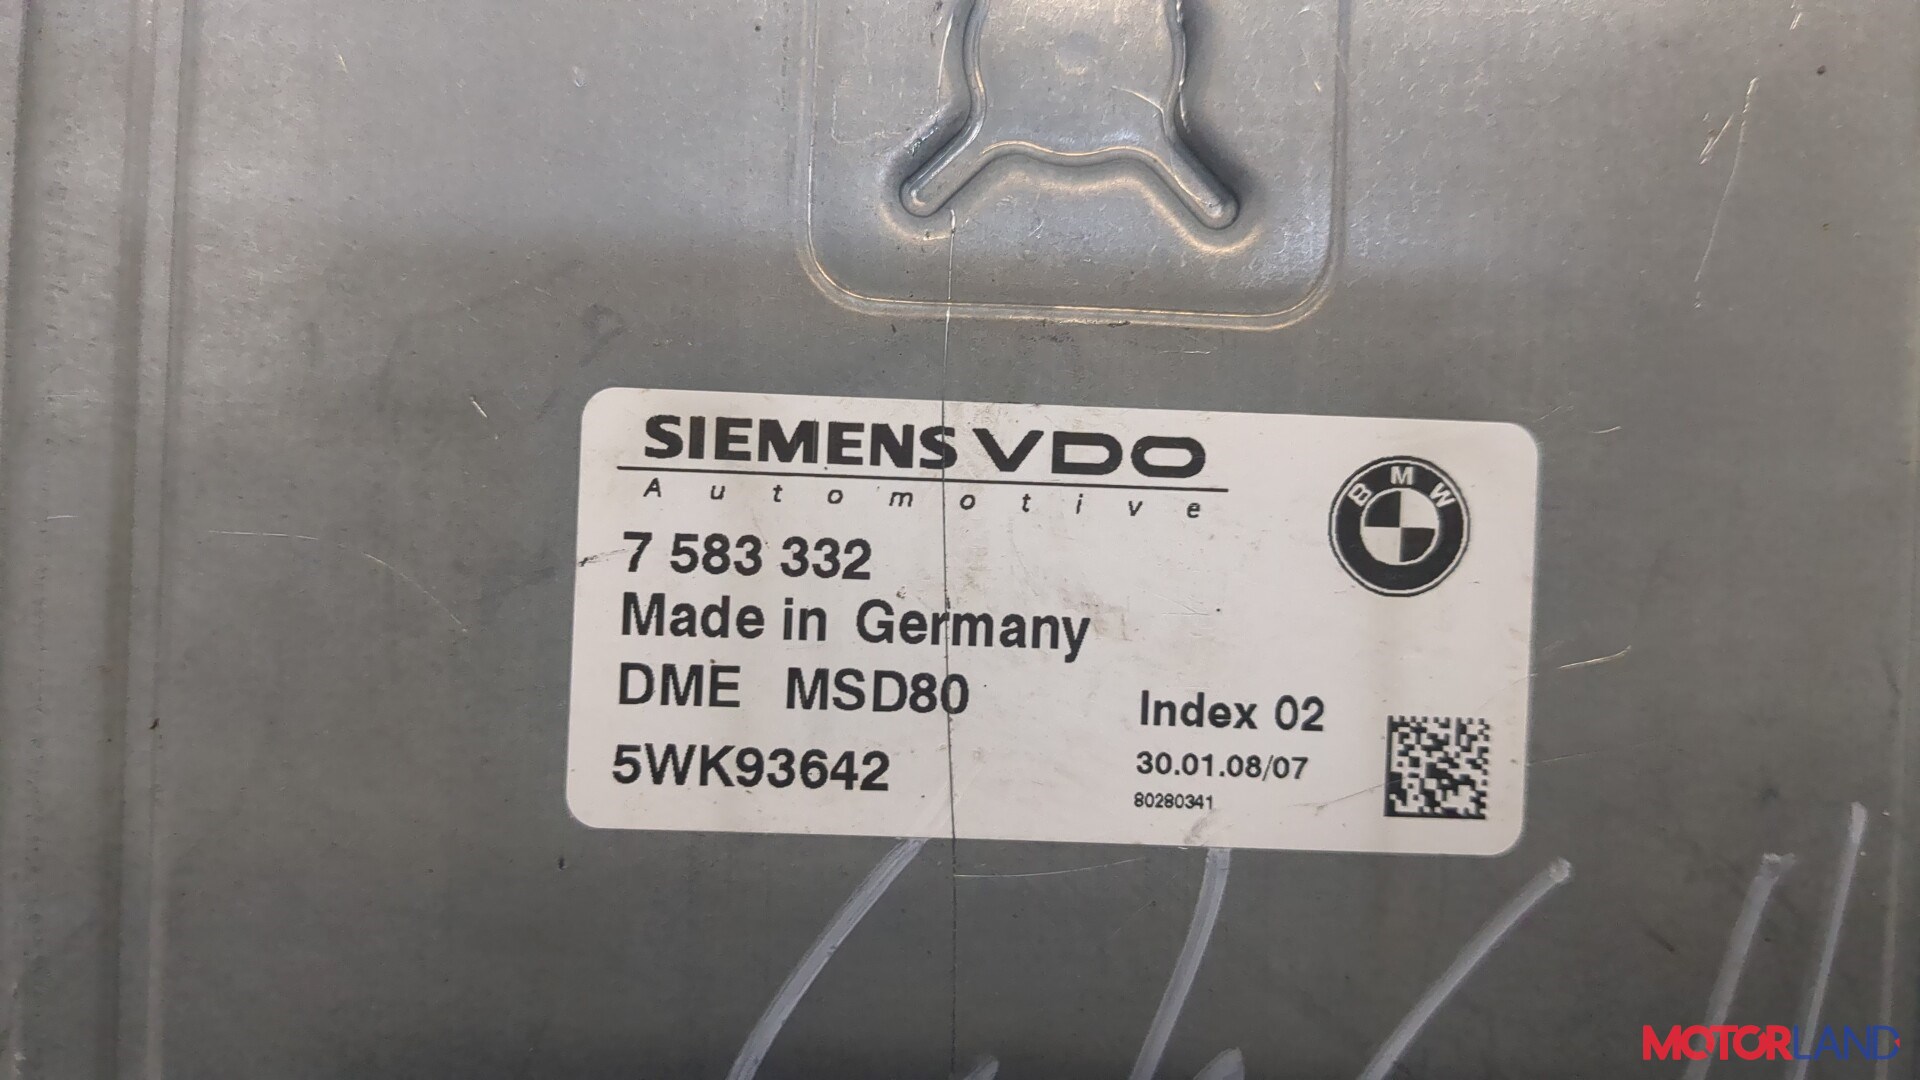 SIEMENS VDO
Automotive
BMW
7 583 332
Made in Germany
DME MSD80
Index 02
5WK93642
30.01.08/07
80280341
MOTORLAND